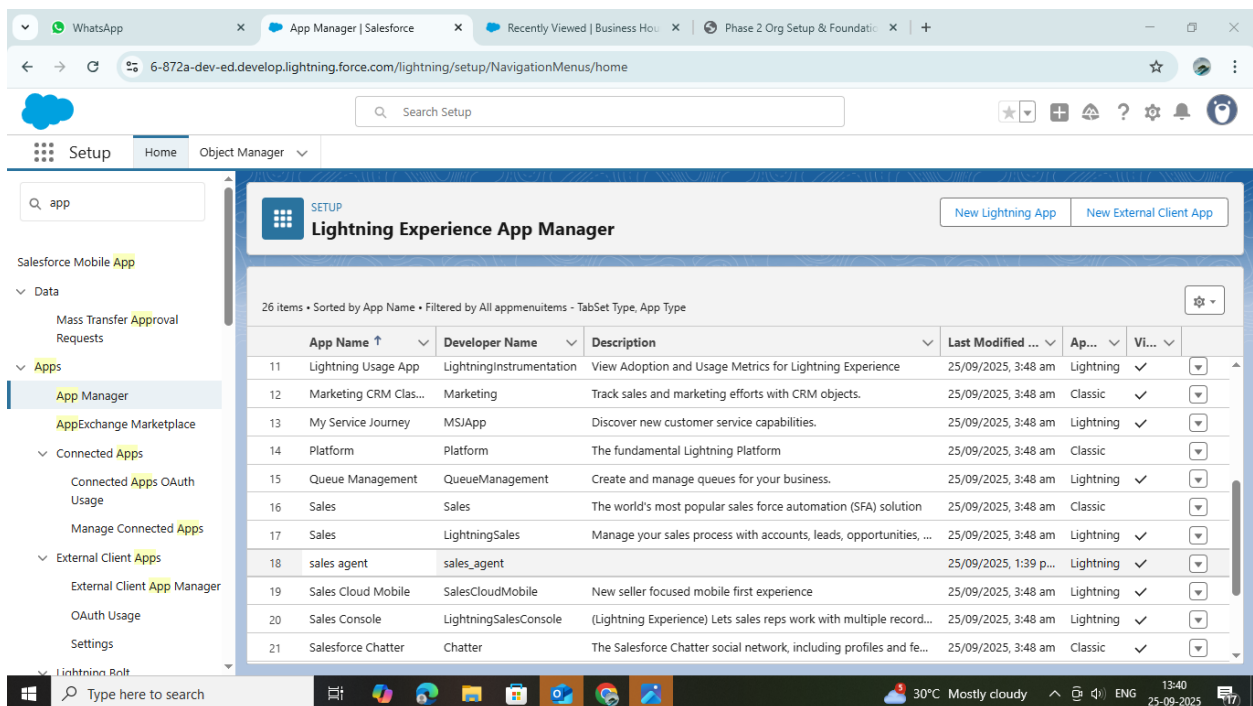 WhatsApp
App Manager | Salesforce
Recently Viewed | Business Hou
Phase 2 Org Setup & Foundatic
6-872a-dev-ed.develop.lightning.force.com/lightning/setup/NavigationMenus/home
Search Setup
Setup Home Object Manager
app
Salesforce Mobile App
Data
Mass Transfer Approval
Requests
Apps
App Manager
AppExchange Marketplace
Connected Apps
Connected Apps OAuth
Usage
Manage Connected Apps
External Client Apps
External Client App Manager
OAuth Usage
Settings
Lightning Bolt
SETUP
Lightning Experience App Manager
New Lightning App New External Client App
26 items • Sorted by App Name • Filtered by All appmenuitems - TabSet Type, App Type
App Name ↑ Developer Name Description Last Modified ... Ap... Vi...
11 Lightning Usage App LightningInstrumentation View Adoption and Usage Metrics for Lightning Experience 25/09/2025, 3:48 am Lightning
12 Marketing CRM Clas... Marketing Track sales and marketing efforts with CRM objects. 25/09/2025, 3:48 am Classic
13 My Service Journey MSJApp Discover new customer service capabilities. 25/09/2025, 3:48 am Lightning
14 Platform Platform The fundamental Lightning Platform 25/09/2025, 3:48 am Classic
15 Queue Management QueueManagement Create and manage queues for your business. 25/09/2025, 3:48 am Lightning
16 Sales Sales The world's most popular sales force automation (SFA) solution 25/09/2025, 3:48 am Classic
17 Sales LightningSales Manage your sales process with accounts, leads, opportunities, ... 25/09/2025, 3:48 am Lightning
18 sales agent sales_agent 25/09/2025, 1:39 p... Lightning
19 Sales Cloud Mobile SalesCloudMobile New seller focused mobile first experience 25/09/2025, 3:48 am Lightning
20 Sales Console LightningSalesConsole (Lightning Experience) Lets sales reps work with multiple record... 25/09/2025, 3:48 am Lightning
21 Salesforce Chatter Chatter The Salesforce Chatter social network, including profiles and fe... 25/09/2025, 3:48 am Classic
Type here to search
30°C Mostly cloudy
ENG
13:40
25-09-2025
17